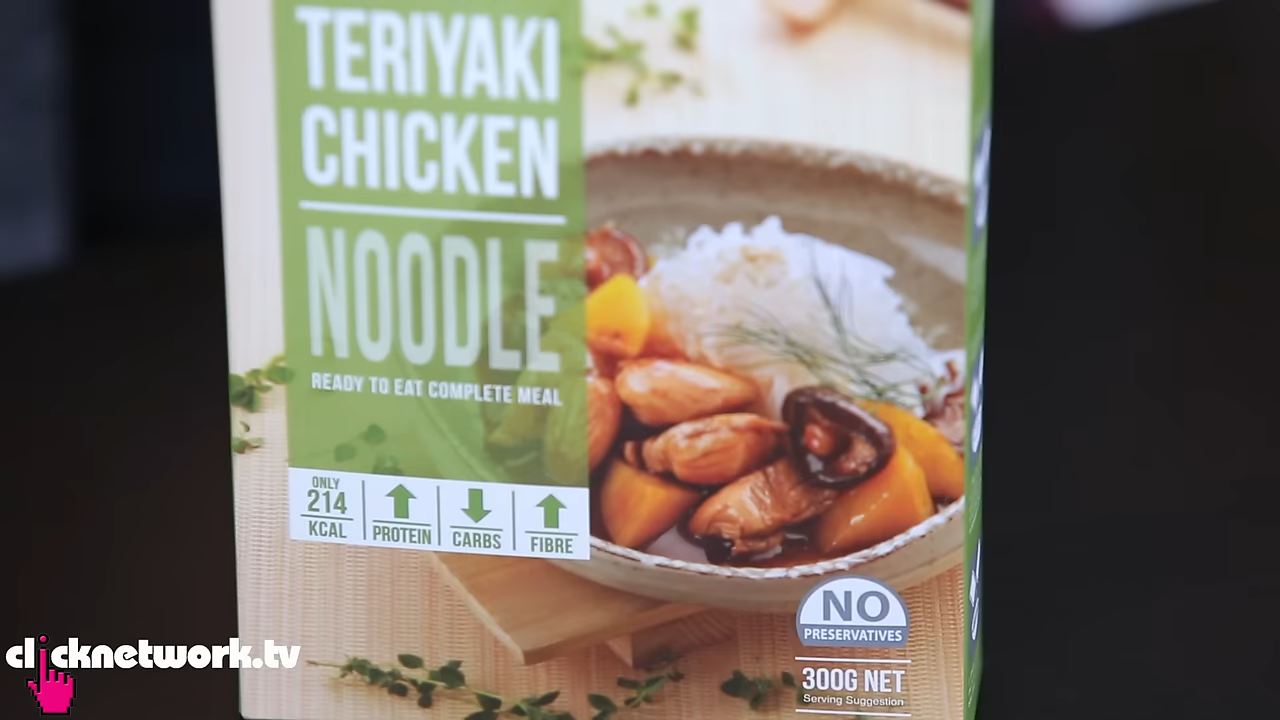 TERIYAKI
CHICKEN
NOODLE
READY TO EAT COMPLETE MEAL
ONLY
214
KCAL
PROTEIN
CARBS
FIBRE
NO
PRESERVATIVES
300G NET
Serving Suggestion
clicknetwork.tv